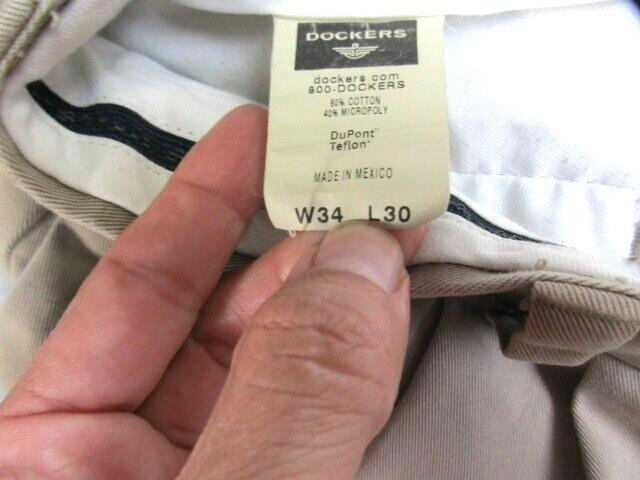 DOCKERS
dockers.com
800-DOCKERS
60% COTTON
40% MICROPOLY
DuPont
Teflon
MADE IN MEXICO
W34 L30